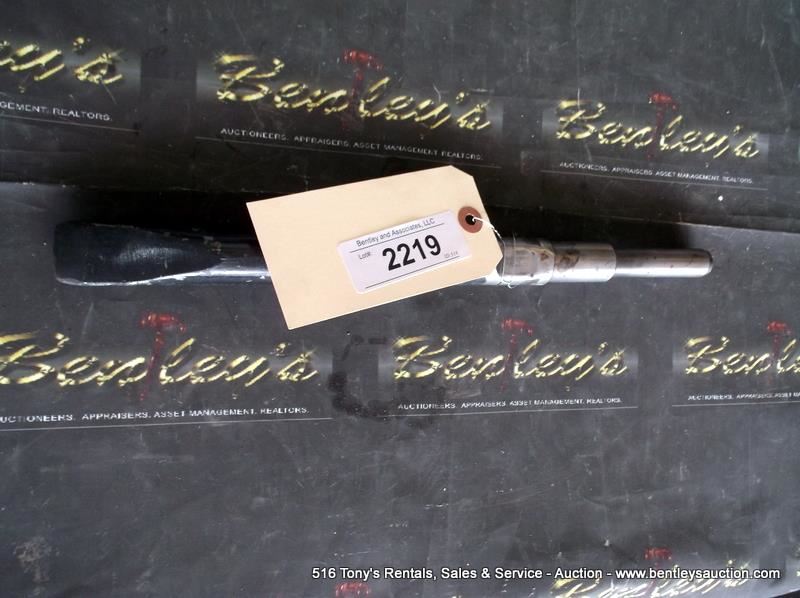 Bentley's
AUCTIONEERS. APPRAISERS. ASSET MANAGEMENT. REALTORS.
Bentley's
AUCTIONEERS. APPRAISERS. ASSET MANAGEMENT. REALTORS.
EMENT. REALTORS.
Bentley and Associates, LLC
Lot#:
2219
Bentley's
AUCTIONEERS. APPRAISERS. ASSET MANAGEMENT. REALTORS.
Bentley's
AUCTIONEERS. APPRAISERS. ASSET MANAGEMENT. REALTORS.
Bentley's
AUCTIONEERS. APPRAISERS. ASSET MANAGEM
516 Tony's Rentals, Sales & Service - Auction - www.bentleysauction.com